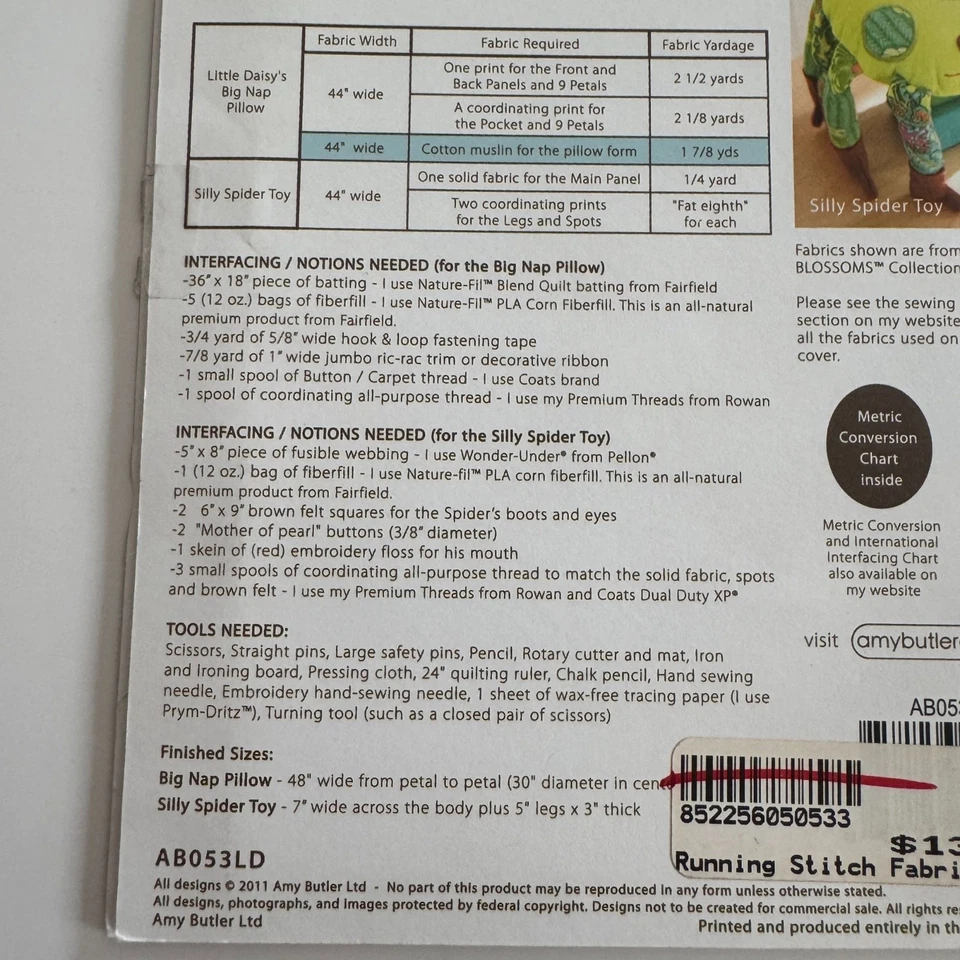 Fabric Width Fabric Required Fabric Yardage
Little Daisy's
Big Nap
Pillow
44" wide
One print for the Front and
Back Panels and 9 Petals
2 1/2 yards
A coordinating print for
the Pocket and 9 Petals
2 1/8 yards
44" wide Cotton muslin for the pillow form 1 7/8 yds
Silly Spider Toy
44" wide
One solid fabric for the Main Panel 1/4 yard
Two coordinating prints
for the Legs and Spots
"Fat eighth"
for each
INTERFACING / NOTIONS NEEDED (for the Big Nap Pillow)
-36" x 18" piece of batting - I use Nature-Fil™ Blend Quilt batting from Fairfield
-5 (12 oz.) bags of fiberfill - I use Nature-Fil™ PLA Corn Fiberfill. This is an all-natural
premium product from Fairfield.
-3/4 yard of 5/8" wide hook & loop fastening tape
-7/8 yard of 1" wide jumbo ric-rac trim or decorative ribbon
-1 small spool of Button / Carpet thread - I use Coats brand
-1 spool of coordinating all-purpose thread - I use my Premium Threads from Rowan
INTERFACING / NOTIONS NEEDED (for the Silly Spider Toy)
-5" x 8" piece of fusible webbing - I use Wonder-Under® from Pellon®
-1 (12 oz.) bag of fiberfill - I use Nature-fil™ PLA corn fiberfill. This is an all-natural
premium product from Fairfield.
-2 6" x 9" brown felt squares for the Spider's boots and eyes
-2 "Mother of pearl" buttons (3/8" diameter)
-1 skein of (red) embroidery floss for his mouth
-3 small spools of coordinating all-purpose thread to match the solid fabric, spots
and brown felt - I use my Premium Threads from Rowan and Coats Dual Duty XP®
TOOLS NEEDED:
Scissors, Straight pins, Large safety pins, Pencil, Rotary cutter and mat, Iron
and Ironing board, Pressing cloth, 24" quilting ruler, Chalk pencil, Hand sewing
needle, Embroidery hand-sewing needle, 1 sheet of wax-free tracing paper (I use
Prym-Dritz™), Turning tool (such as a closed pair of scissors)
Finished Sizes:
Big Nap Pillow - 48" wide from petal to petal (30" diameter in cent
Silly Spider Toy - 7" wide across the body plus 5" legs x 3" thick
AB053LD
All designs © 2011 Amy Butler Ltd - No part of this product may be reproduced in any form unless otherwise stated.
All designs, photographs, and images protected by federal copyright. Designs not to be created for commercial sale. All rights re
Amy Butler Ltd
Printed and produced entirely in th
Silly Spider Toy
Fabrics shown are from
BLOSSOMS™ Collection
Please see the sewing
section on my website
all the fabrics used on
cover.
Metric
Conversion
Chart
inside
Metric Conversion
and International
Interfacing Chart
also available on
my website
visit amybutler
AB053
852256050533
$13
Running Stitch Fabri